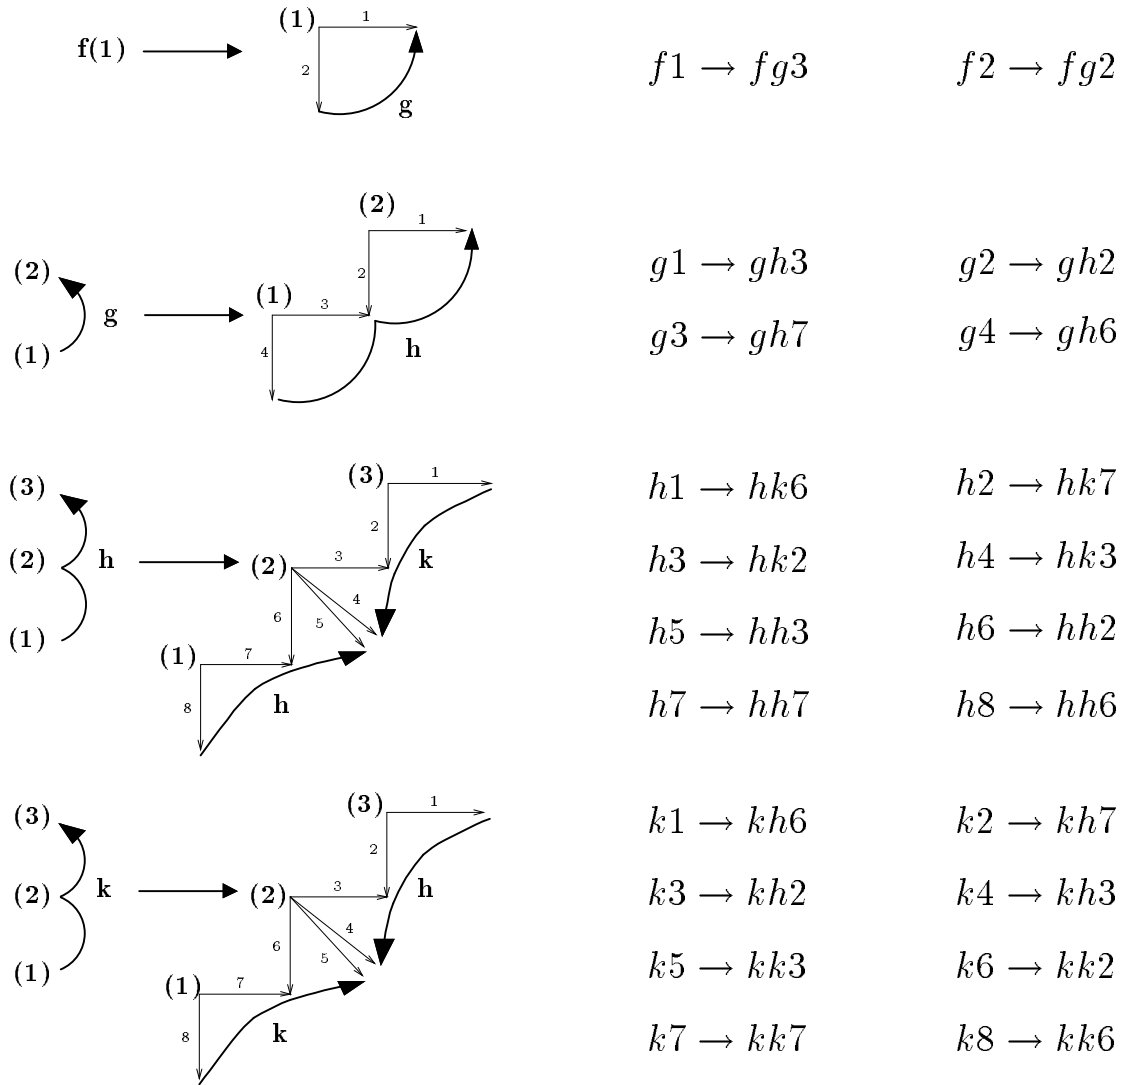 (1) 1
f(1) 2 g f1 → fg3 f2 → fg2
(2) 1
(2) 2 g1 → gh3 g2 → gh2
g (1) 3
(1) 4 h g3 → gh7 g4 → gh6
(3) 1
(3) 2 h1 → hk6 h2 → hk7
(2) h (2) 3 k h3 → hk2 h4 → hk3
4
(1) 6 5 h5 → hh3 h6 → hh2
(1) 7
8 h h7 → hh7 h8 → hh6
(3) 1
(3) 2 k1 → kh6 k2 → kh7
(2) k (2) 3 h k3 → kh2 k4 → kh3
4
(1) 6 5 k5 → kk3 k6 → kk2
(1) 7
8 k k7 → kk7 k8 → kk6